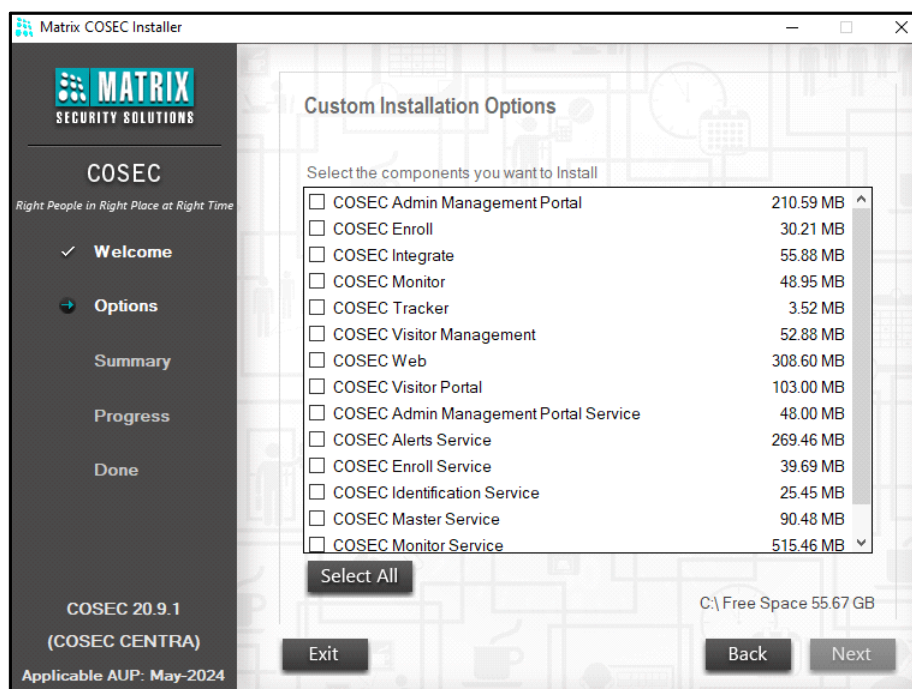 Matrix COSEC Installer
MATRIX
SECURITY SOLUTIONS
COSEC
Right People in Right Place at Right Time
Welcome
Options
Summary
Progress
Done
COSEC 20.9.1
(COSEC CENTRA)
Applicable AUP: May-2024
Custom Installation Options
Select the components you want to Install
COSEC Admin Management Portal 210.59 MB
COSEC Enroll 30.21 MB
COSEC Integrate 55.88 MB
COSEC Monitor 48.95 MB
COSEC Tracker 3.52 MB
COSEC Visitor Management 52.88 MB
COSEC Web 308.60 MB
COSEC Visitor Portal 103.00 MB
COSEC Admin Management Portal Service 48.00 MB
COSEC Alerts Service 269.46 MB
COSEC Enroll Service 39.69 MB
COSEC Identification Service 25.45 MB
COSEC Master Service 90.48 MB
COSEC Monitor Service 515.46 MB
Select All
C:\ Free Space 55.67 GB
Exit
Back
Next